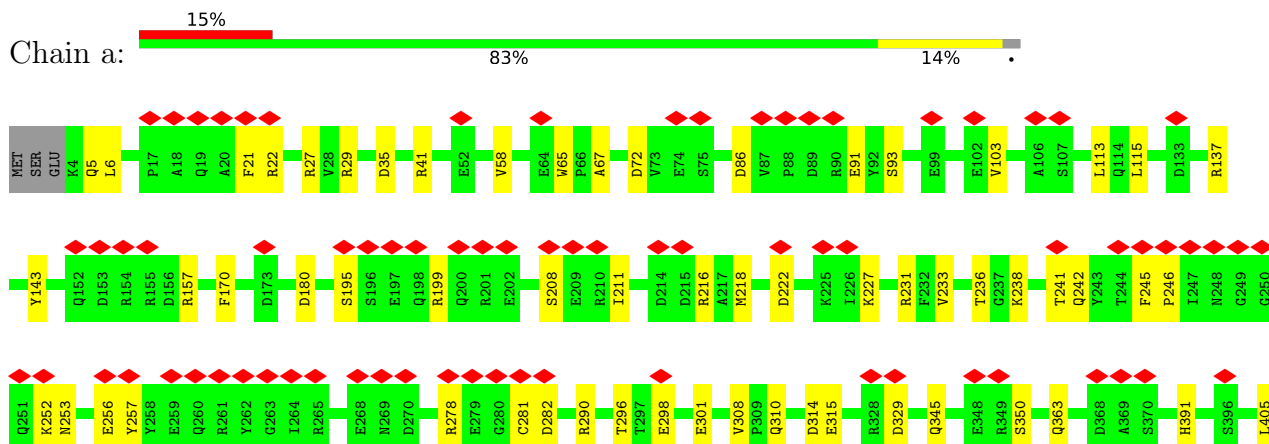 15%
Chain a:
83% 14% •
MET SER GLU K4 Q5 L6 P17 A18 Q19 A20 F21 R22 R27 V28 R29 D35 R41 E52 V58 E64 W65 P66 A67 D72 V73 E74 S75 D86 V87 P88 D89 R90 E91 Y92 S93 E99 E102 V103 A106 S107 L113 Q114 L115 D133 R137
Y143 Q152 D153 R154 R155 D156 R157 F170 D173 D180 S195 S196 E197 Q198 R199 Q200 R201 E202 S208 E209 R210 I211 D214 D215 R216 A217 M218 D222 K225 I226 K227 R231 F232 V233 T236 G237 K238 T241 Q242 Y243 T244 F245 P246 I247 N248 G249 G250
Q251 K252 N253 E256 Y257 Y258 E259 Q260 R261 Y262 G263 I264 R265 E268 N269 D270 R278 E279 G280 C281 D282 R290 T296 T297 E298 E301 V308 P309 Q310 D314 E315 R328 D329 Q345 E348 R349 S350 Q363 D368 A369 S370 H391 S396 L405